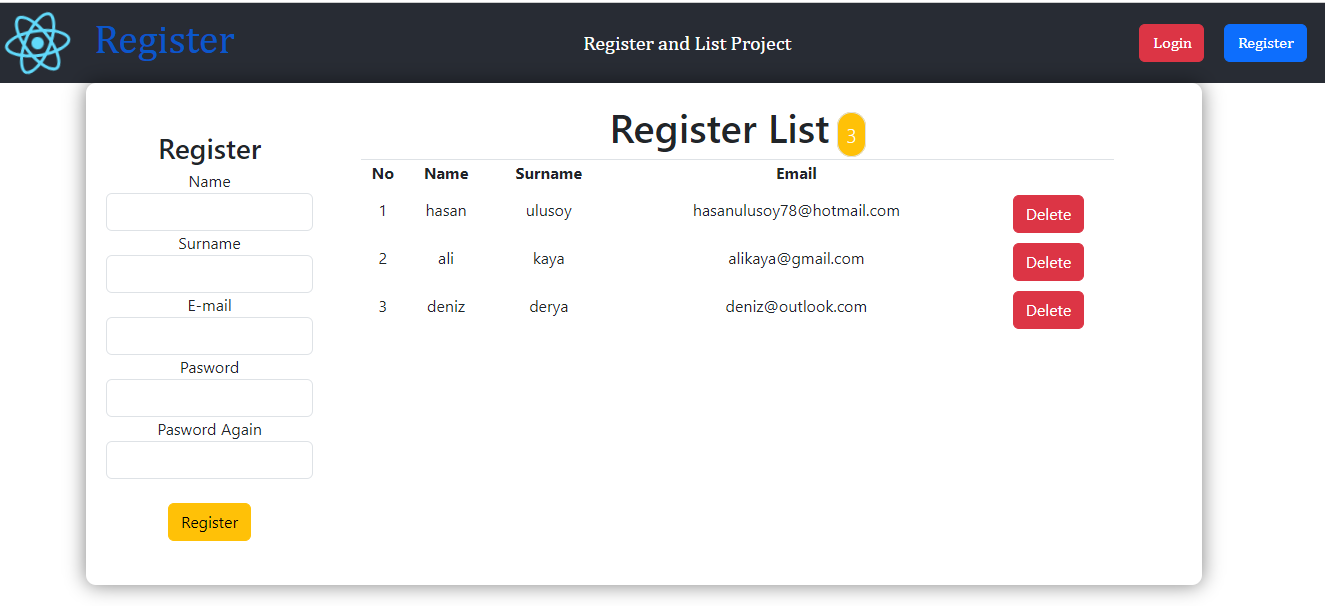 Register
Register and List Project
Login
Register
Register
Name
Surname
E-mail
Pasword
Pasword Again
Register
Register List 3
No Name Surname Email
1 hasan ulusoy hasanulusoy78@hotmail.com Delete
2 ali kaya alikaya@gmail.com Delete
3 deniz derya deniz@outlook.com Delete